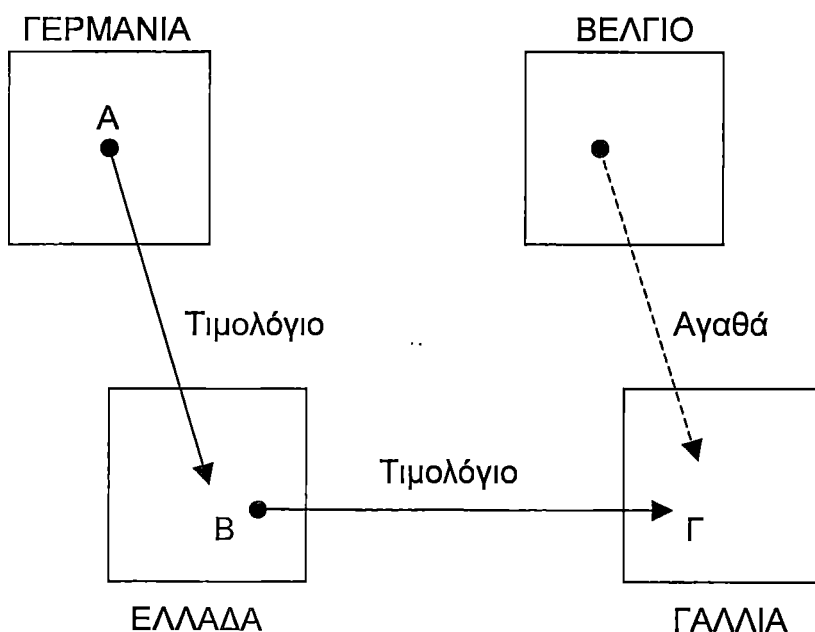 ΓΕΡΜΑΝΙΑ ΒΕΛΓΙΟ
Α
Τιμολόγιο Αγαθά
Τιμολόγιο
Β Γ
ΕΛΛΑΔΑ ΓΑΛΛΙΑ